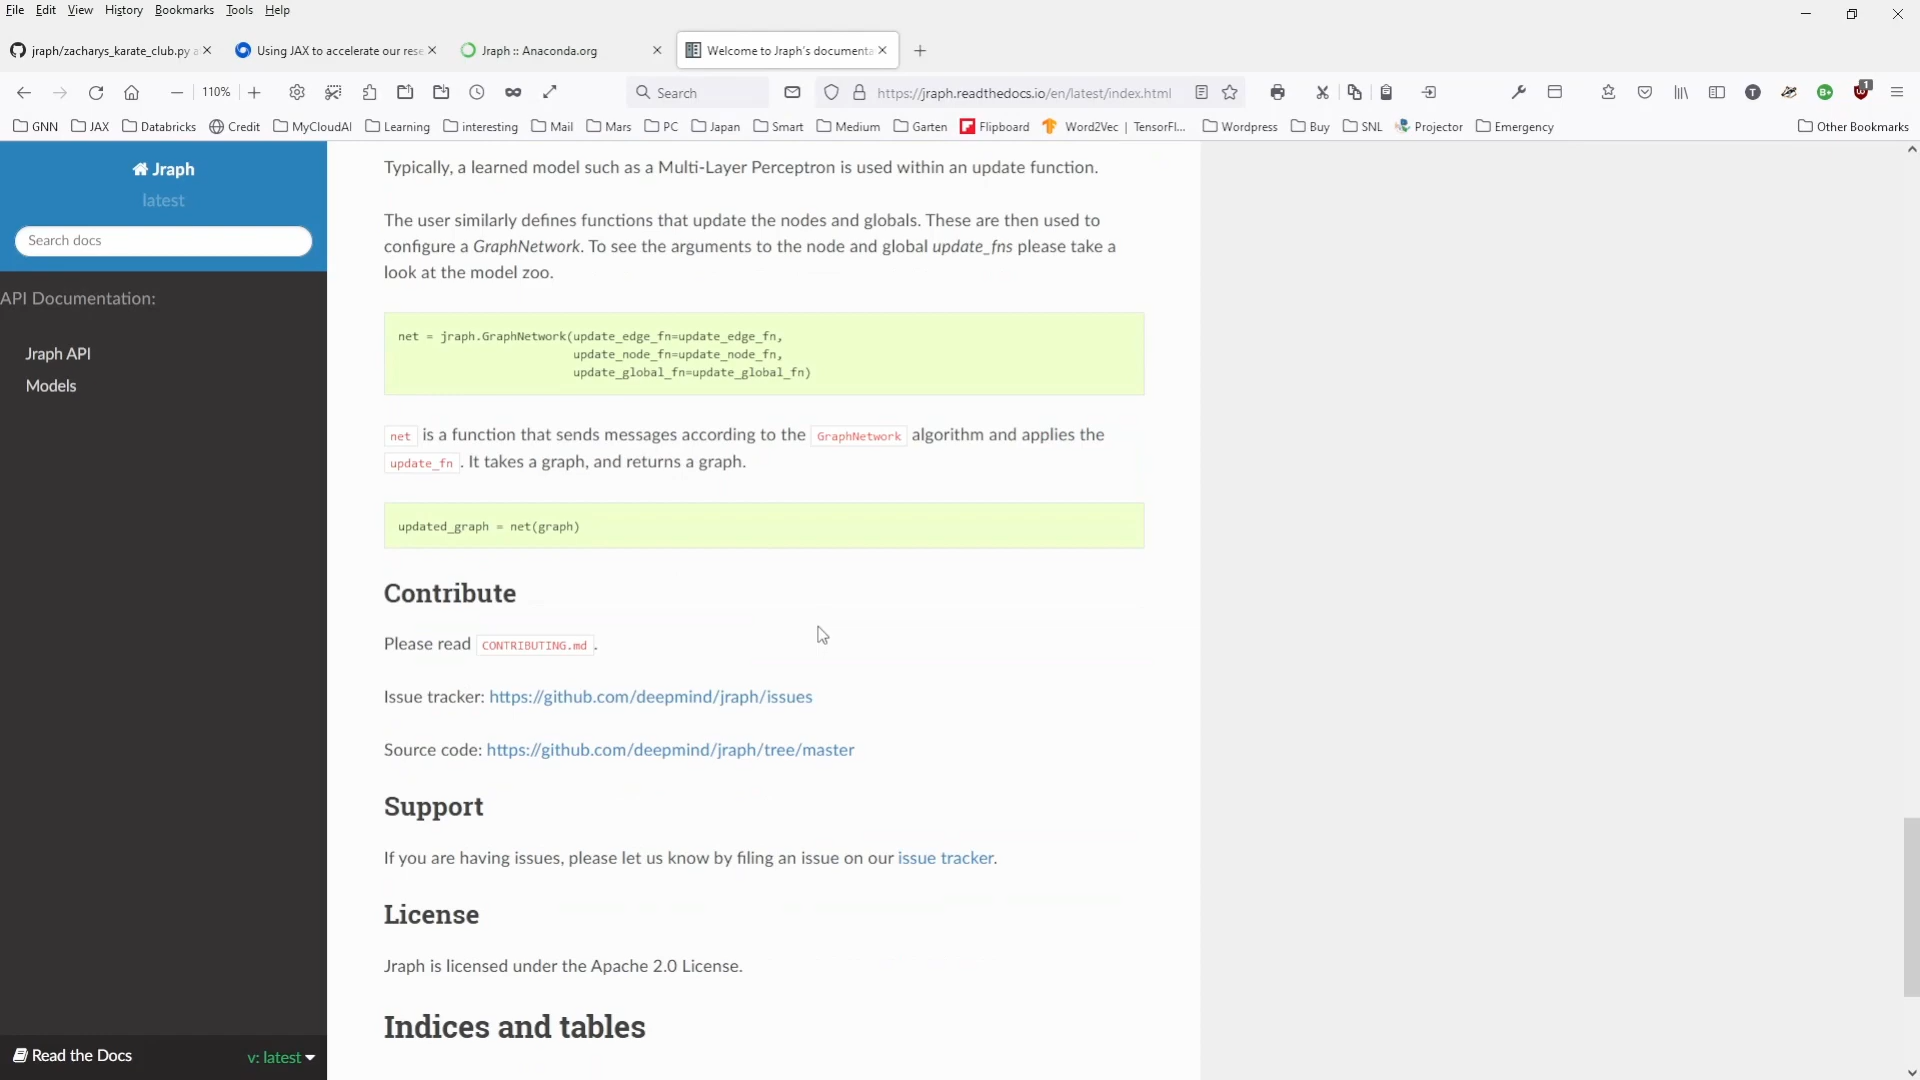 File Edit View History Bookmarks Tools Help
jraph/zacharys_karate_club.py a
Using JAX to accelerate our rese
Jraph :: Anaconda.org
Welcome to Jraph's documenta
110%
Search
https://jraph.readthedocs.io/en/latest/index.html
1
GNN JAX Databricks Credit MyCloudAI Learning interesting Mail Mars PC Japan Smart Medium Garten Flipboard Word2Vec | TensorFl... Wordpress Buy SNL Projector Emergency Other Bookmarks
Jraph
latest
Search docs
API Documentation:
Jraph API
Models
Read the Docs
v: latest
Typically, a learned model such as a Multi-Layer Perceptron is used within an update function.
The user similarly defines functions that update the nodes and globals. These are then used to
configure a GraphNetwork. To see the arguments to the node and global update_fns please take a
look at the model zoo.
net = jraph.GraphNetwork(update_edge_fn=update_edge_fn,
update_node_fn=update_node_fn,
update_global_fn=update_global_fn)
net is a function that sends messages according to the GraphNetwork algorithm and applies the
update_fn. It takes a graph, and returns a graph.
updated_graph = net(graph)
Contribute
Please read CONTRIBUTING.md.
Issue tracker: https://github.com/deepmind/jraph/issues
Source code: https://github.com/deepmind/jraph/tree/master
Support
If you are having issues, please let us know by filing an issue on our issue tracker.
License
Jraph is licensed under the Apache 2.0 License.
Indices and tables